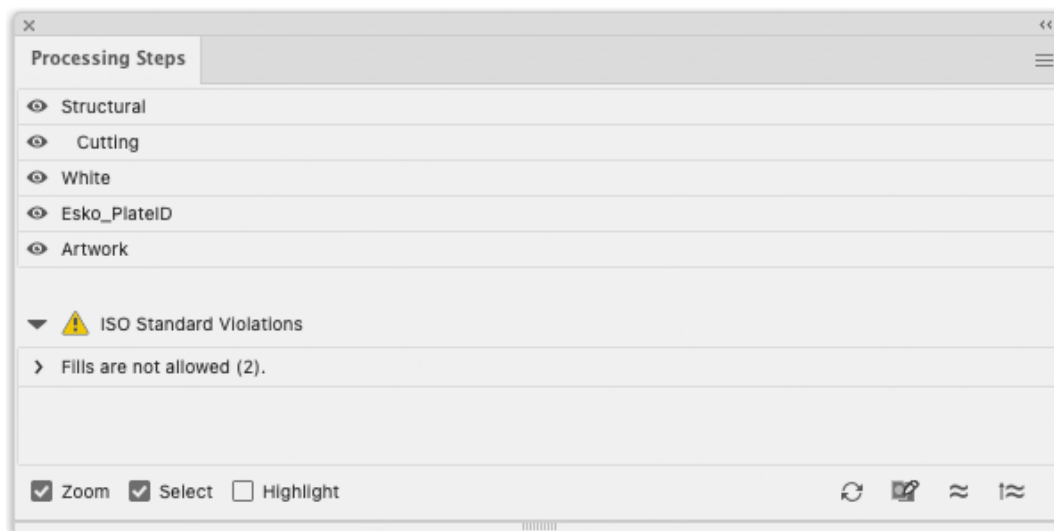 Processing Steps
Structural
Cutting
White
Esko_PlateID
Artwork
ISO Standard Violations
Fills are not allowed (2).
Zoom Select Highlight